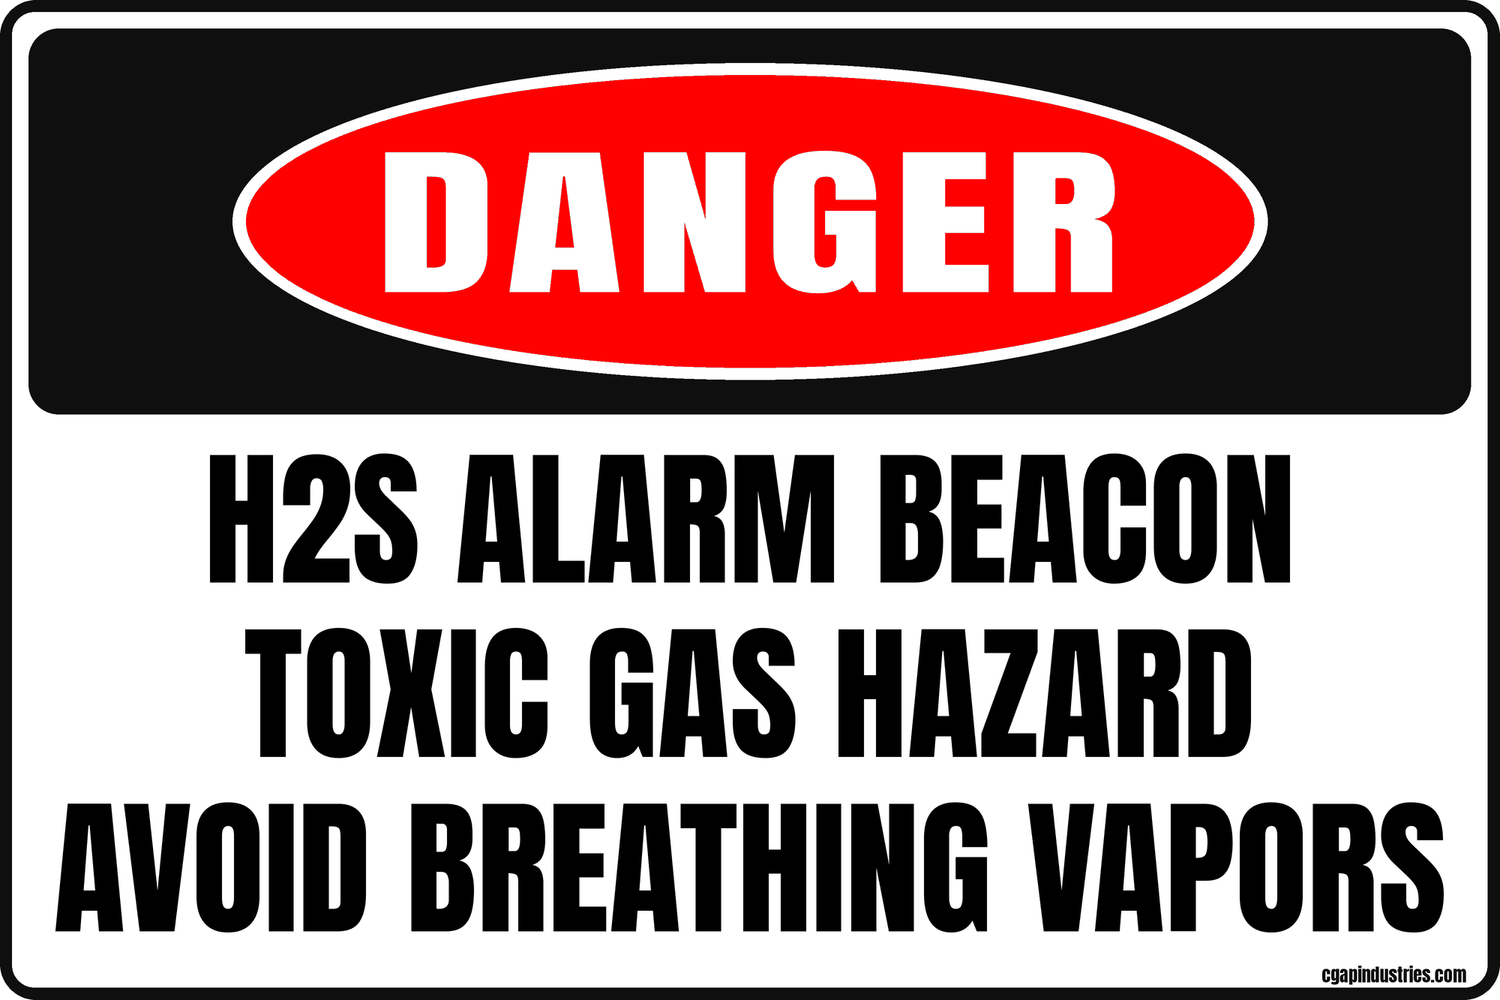 DANGER
H2S ALARM BEACON
TOXIC GAS HAZARD
AVOID BREATHING VAPORS
cgapindustries.com